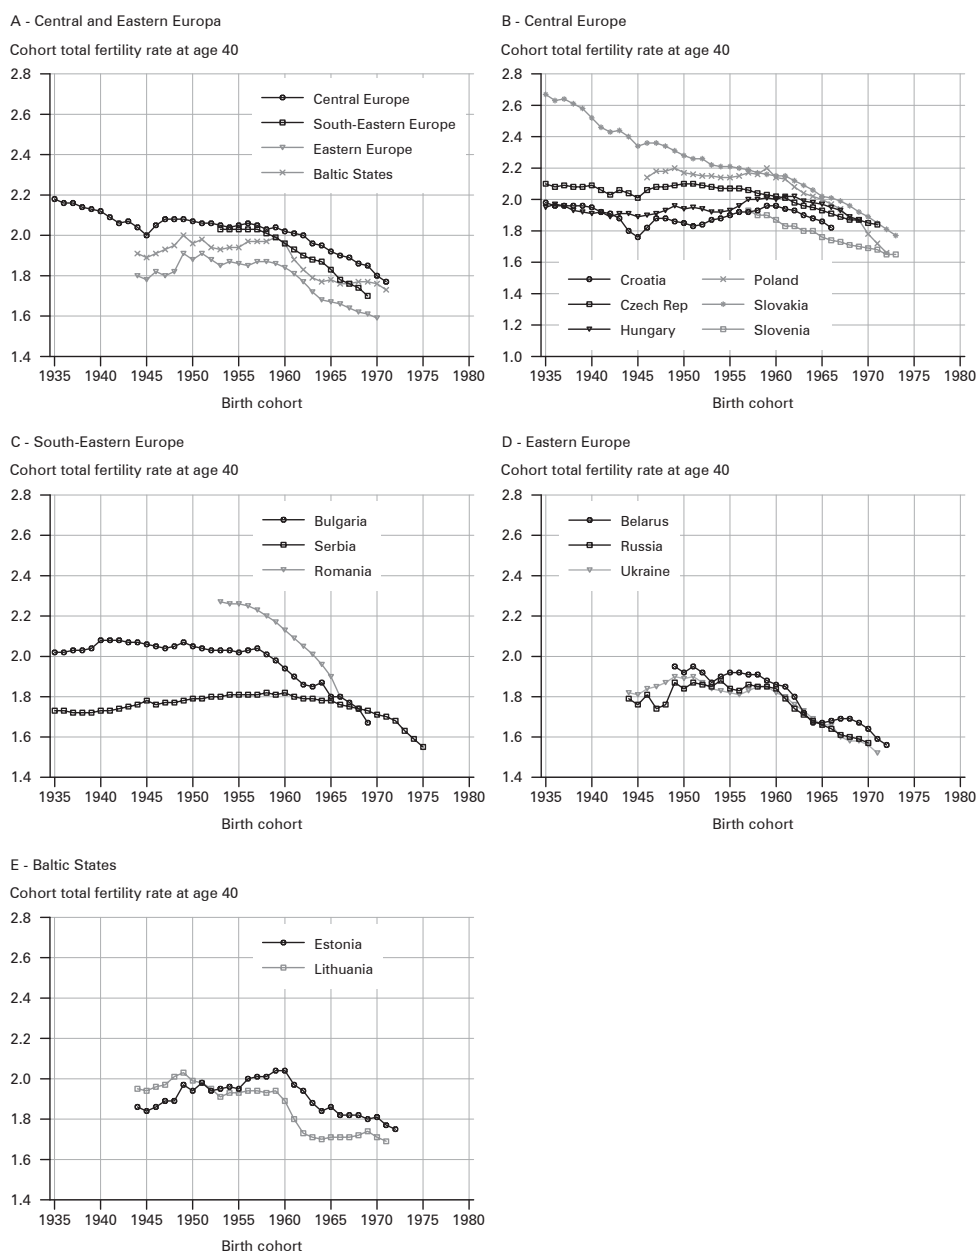 A - Central and Eastern Europa
Cohort total fertility rate at age 40
2.8
2.6
2.4
2.2
2.0
1.8
1.6
1.4
Central Europe
South-Eastern Europe
Eastern Europe
Baltic States
1935 1940 1945 1950 1955 1960 1965 1970 1975 1980
Birth cohort
B - Central Europe
Cohort total fertility rate at age 40
2.8
2.6
2.4
2.2
2.0
1.8
1.6
1.4
1.2
1.0
Croatia Poland
Czech Rep Slovakia
Hungary Slovenia
1935 1940 1945 1950 1955 1960 1965 1970 1975 1980
Birth cohort
C - South-Eastern Europe
Cohort total fertility rate at age 40
2.8
2.6
2.4
2.2
2.0
1.8
1.6
1.4
Bulgaria
Serbia
Romania
1935 1940 1945 1950 1955 1960 1965 1970 1975 1980
Birth cohort
D - Eastern Europe
Cohort total fertility rate at age 40
2.8
2.6
2.4
2.2
2.0
1.8
1.6
1.4
Belarus
Russia
Ukraine
1935 1940 1945 1950 1955 1960 1965 1970 1975 1980
Birth cohort
E - Baltic States
Cohort total fertility rate at age 40
2.8
2.6
2.4
2.2
2.0
1.8
1.6
1.4
Estonia
Lithuania
1935 1940 1945 1950 1955 1960 1965 1970 1975 1980
Birth cohort